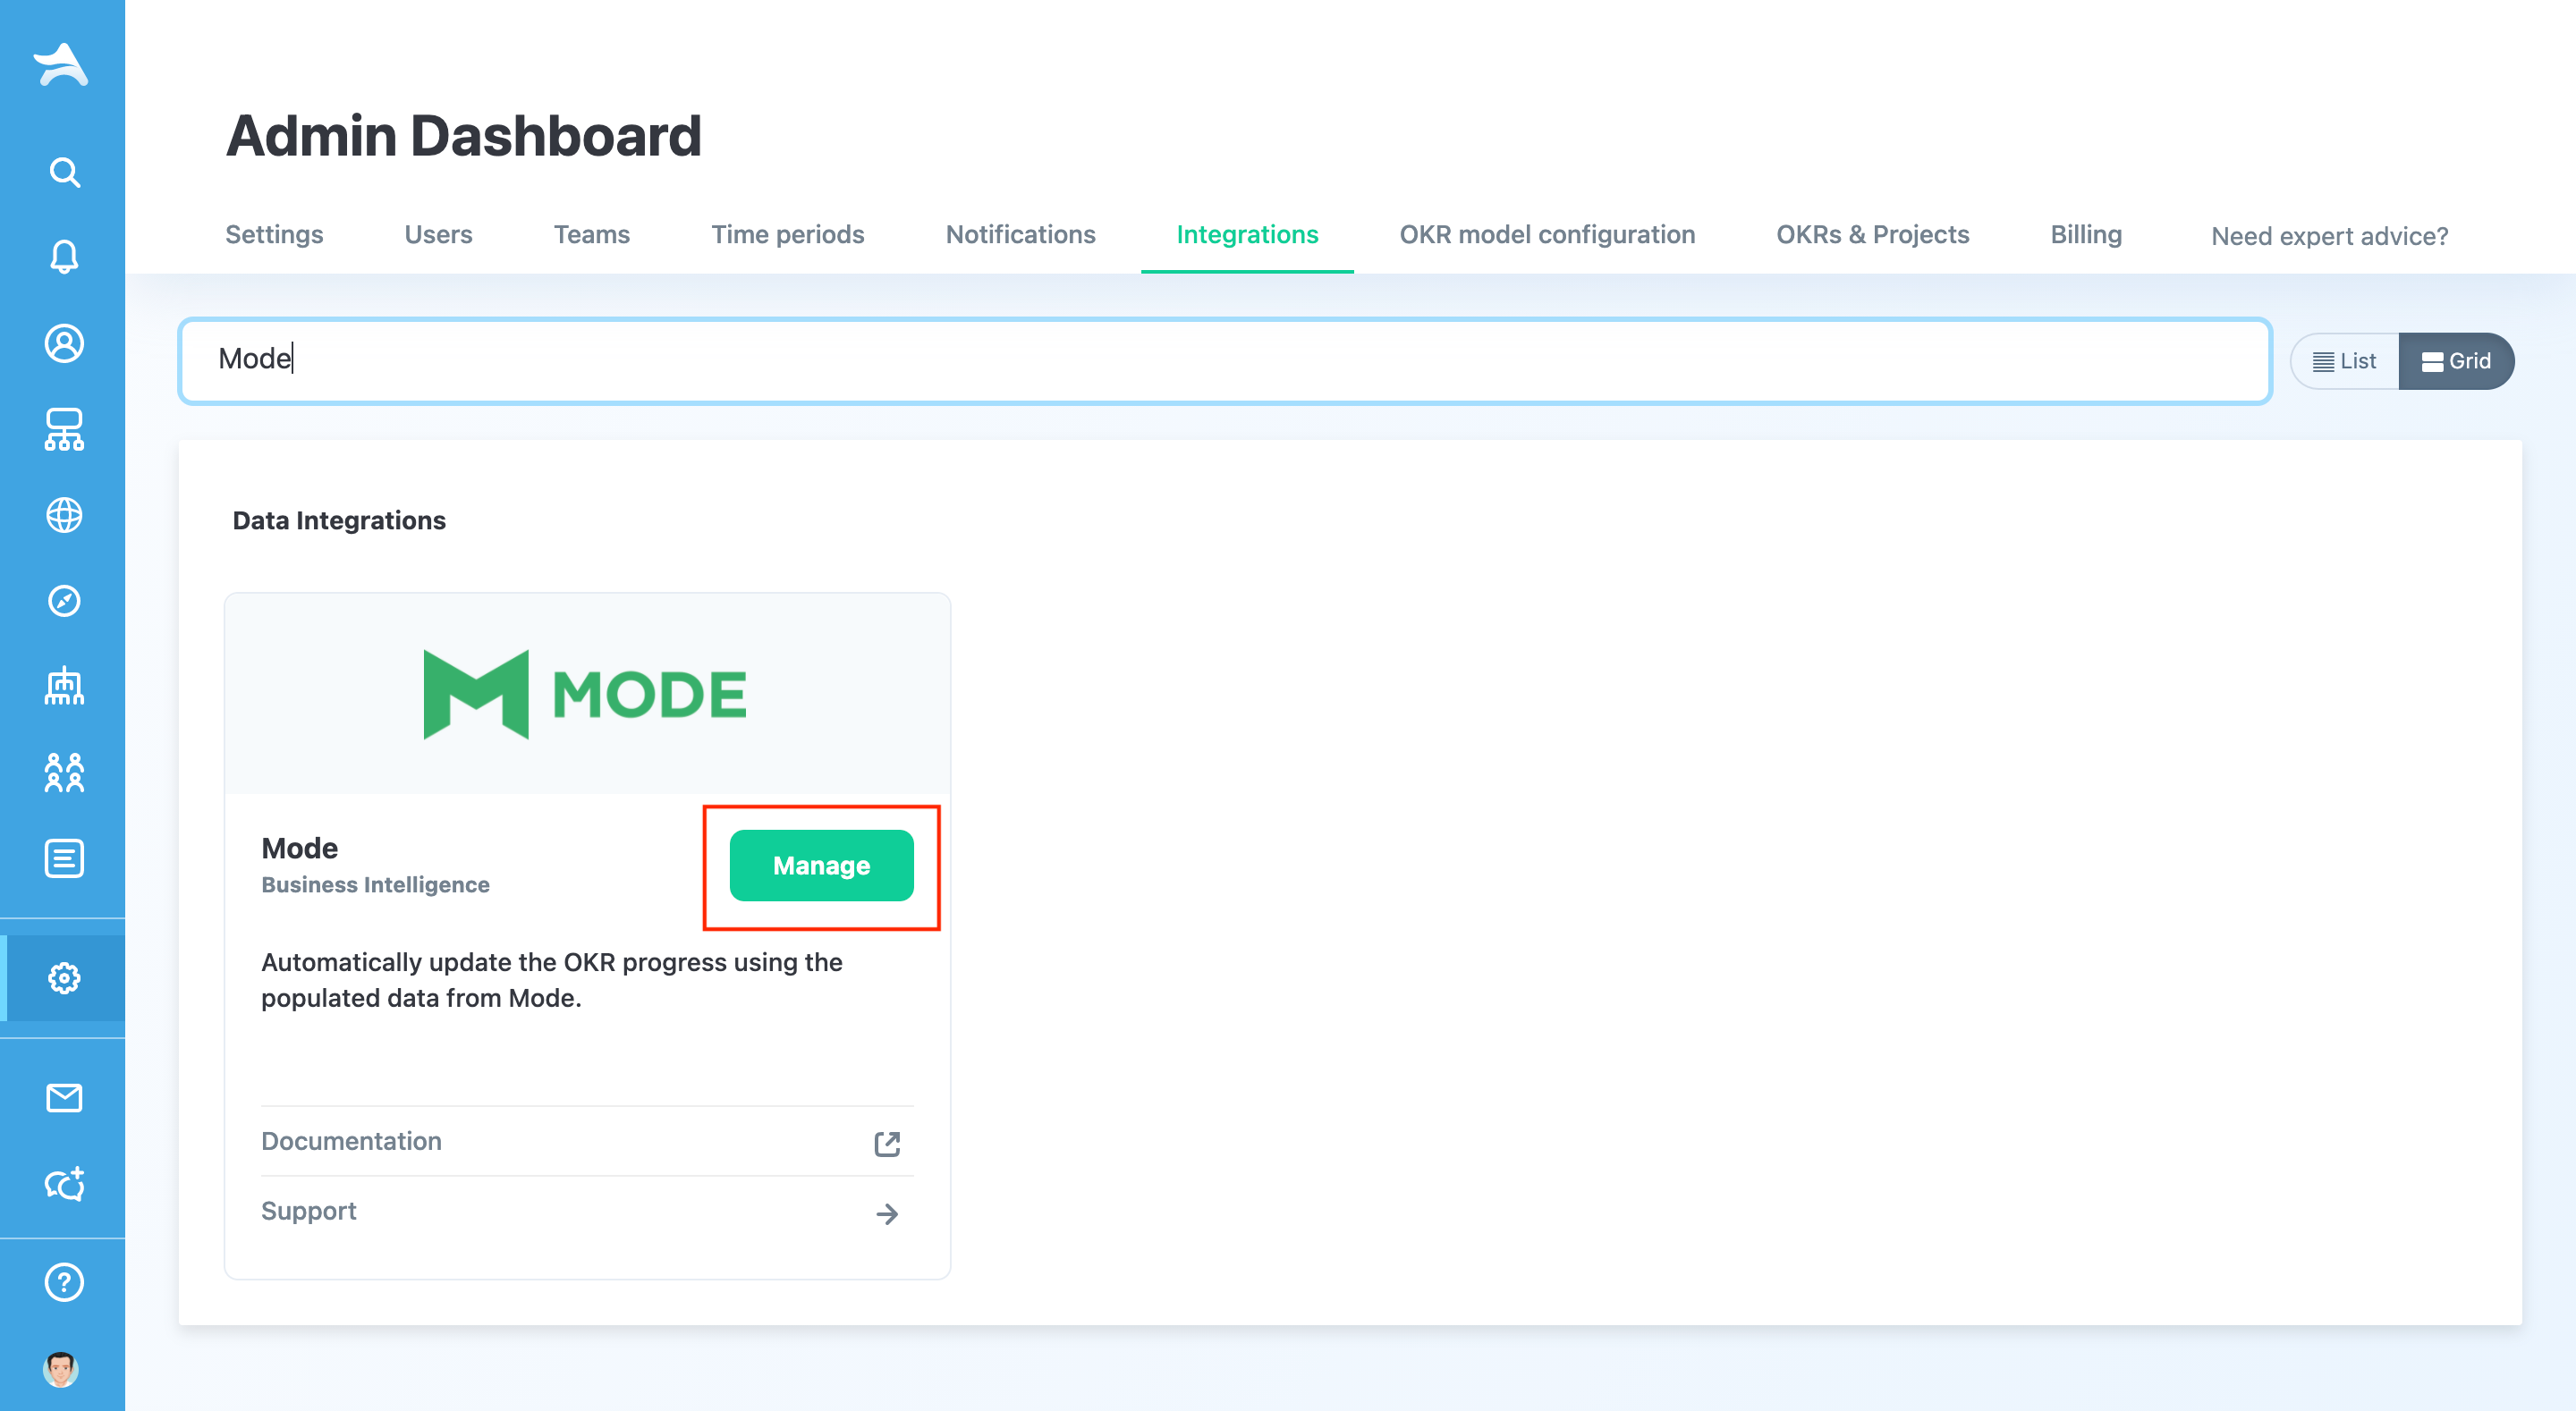 Admin Dashboard
Settings Users Teams Time periods Notifications Integrations OKR model configuration OKRs & Projects Billing Need expert advice?
Mode
List Grid
Data Integrations
MODE
Mode
Business Intelligence
Manage
Automatically update the OKR progress using the
populated data from Mode.
Documentation
Support
?